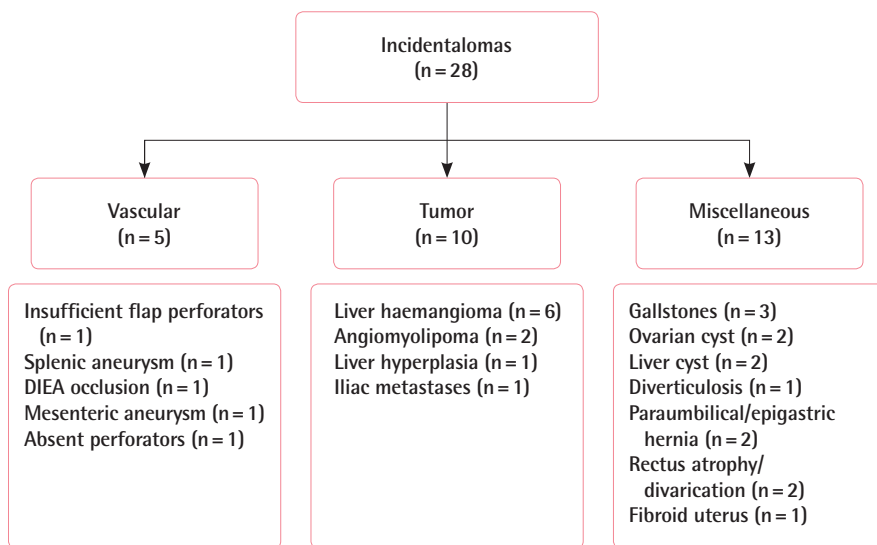 Incidentalomas
(n = 28)
Vascular
(n = 5)
Tumor
(n = 10)
Miscellaneous
(n = 13)
Insufficient flap perforators
(n = 1)
Splenic aneurysm (n = 1)
DIEA occlusion (n = 1)
Mesenteric aneurysm (n = 1)
Absent perforators (n = 1)
Liver haemangioma (n = 6)
Angiomyolipoma (n = 2)
Liver hyperplasia (n = 1)
Iliac metastases (n = 1)
Gallstones (n = 3)
Ovarian cyst (n = 2)
Liver cyst (n = 2)
Diverticulosis (n = 1)
Paraumbilical/epigastric
hernia (n = 2)
Rectus atrophy/
divarication (n = 2)
Fibroid uterus (n = 1)